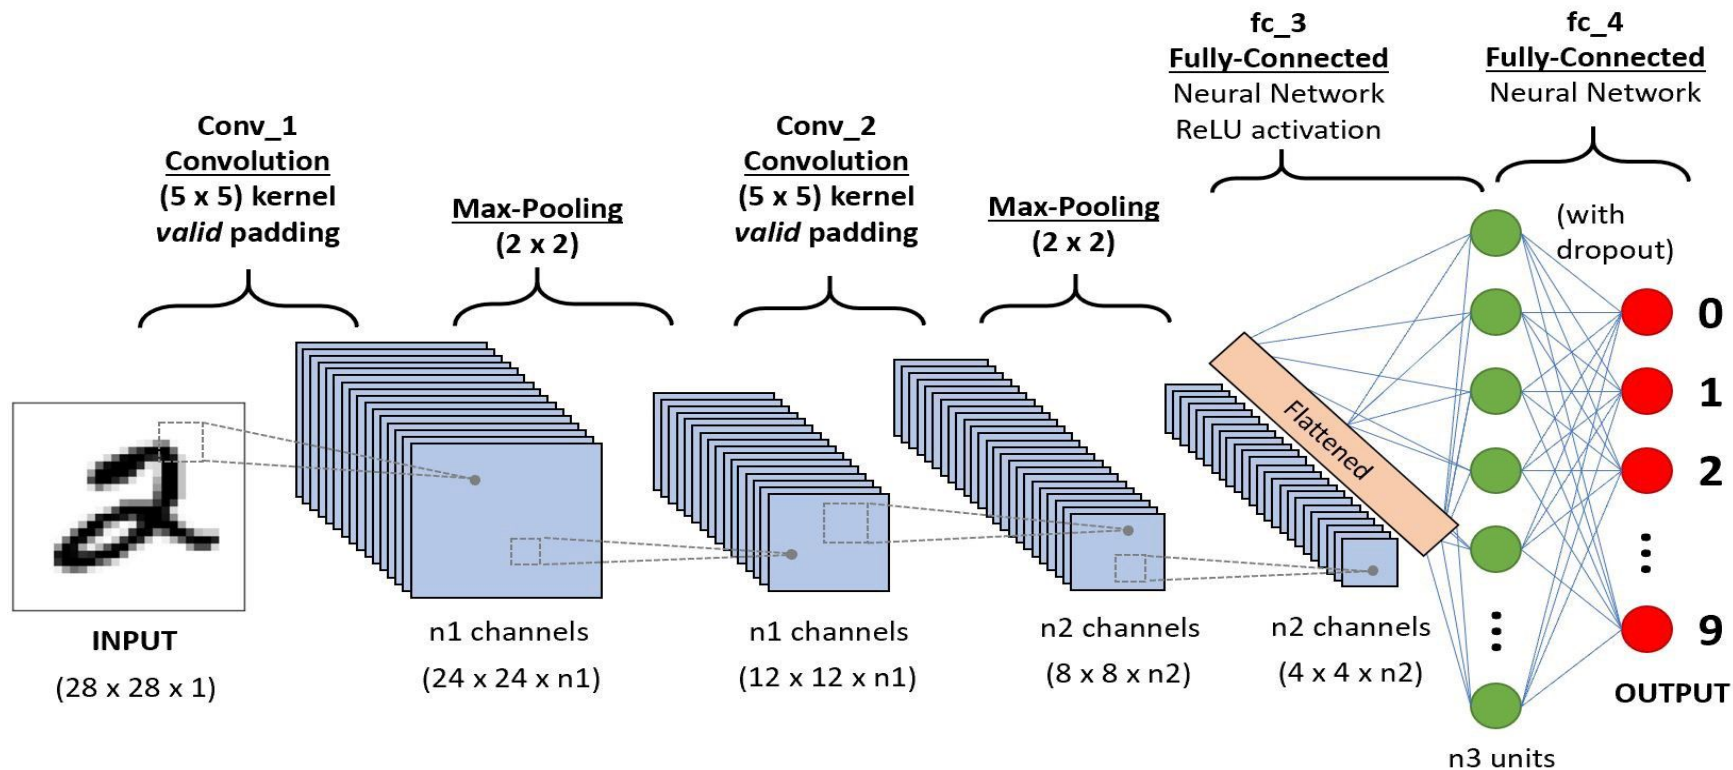 Conv_1
Convolution
(5 x 5) kernel
valid padding
Max-Pooling
(2 x 2)
Conv_2
Convolution
(5 x 5) kernel
valid padding
Max-Pooling
(2 x 2)
fc_3
Fully-Connected
Neural Network
ReLU activation
fc_4
Fully-Connected
Neural Network
(with
dropout)
INPUT
(28 x 28 x 1)
n1 channels
(24 x 24 x n1)
n1 channels
(12 x 12 x n1)
n2 channels
(8 x 8 x n2)
n2 channels
(4 x 4 x n2)
Flattened
n3 units
0
1
2
9
OUTPUT